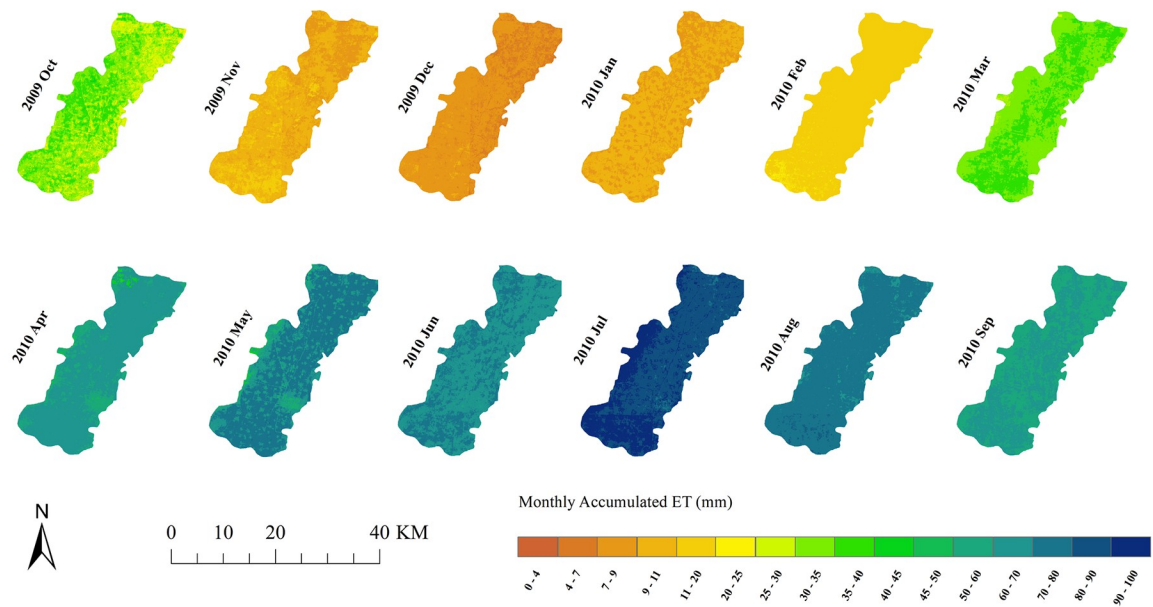 2009 Oct
2009 Nov
2009 Dec
2010 Jan
2010 Feb
2010 Mar
2010 Apr
2010 May
2010 Jun
2010 Jul
2010 Aug
2010 Sep
N
0 10 20 40 KM
Monthly Accumulated ET (mm)
0 - 4
4 - 7
7 - 9
9 - 11
11 - 20
20 - 25
25 - 30
30 - 35
35 - 40
40 - 45
45 - 50
50 - 60
60 - 70
70 - 80
80 - 90
90 - 100